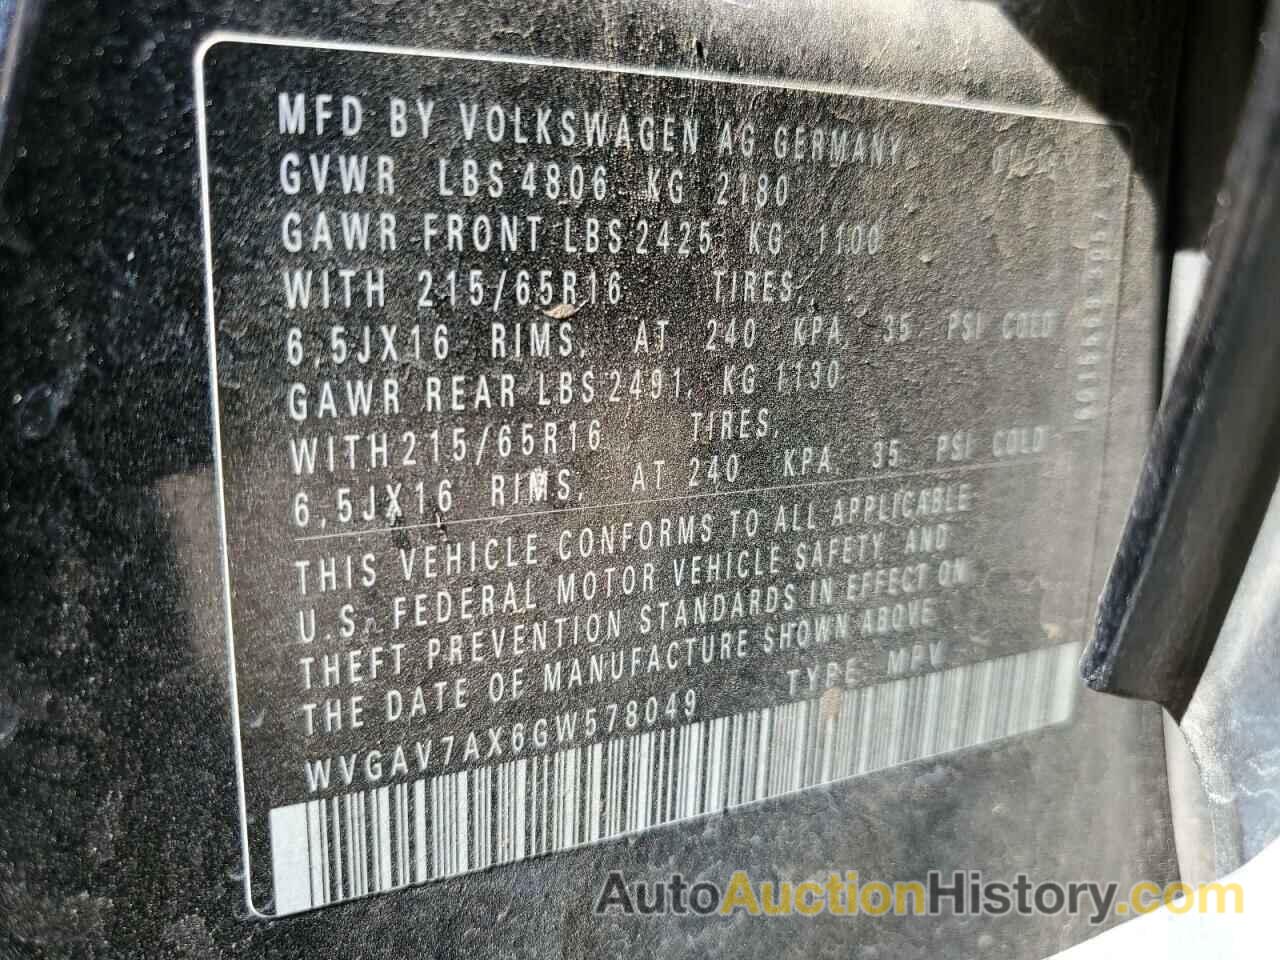 MFD BY VOLKSWAGEN AG GERMANY
GVWR LBS 4806 KG 2180
GAWR FRONT LBS 2425, KG 1100
WITH 215/65R16 TIRES,
6,5JX16 RIMS, AT 240 KPA, 35 PSI COLD
GAWR REAR LBS 2491, KG 1130
WITH 215/65R16 TIRES,
6,5JX16 RIMS, AT 240 KPA, 35 PSI COLD
THIS VEHICLE CONFORMS TO ALL APPLICABLE
U.S. FEDERAL MOTOR VEHICLE SAFETY AND
THEFT PREVENTION STANDARDS IN EFFECT ON
THE DATE OF MANUFACTURE SHOWN ABOVE
WVGAV7AX6GW578049 TYPE: MPV
AutoAuctionHistory.com